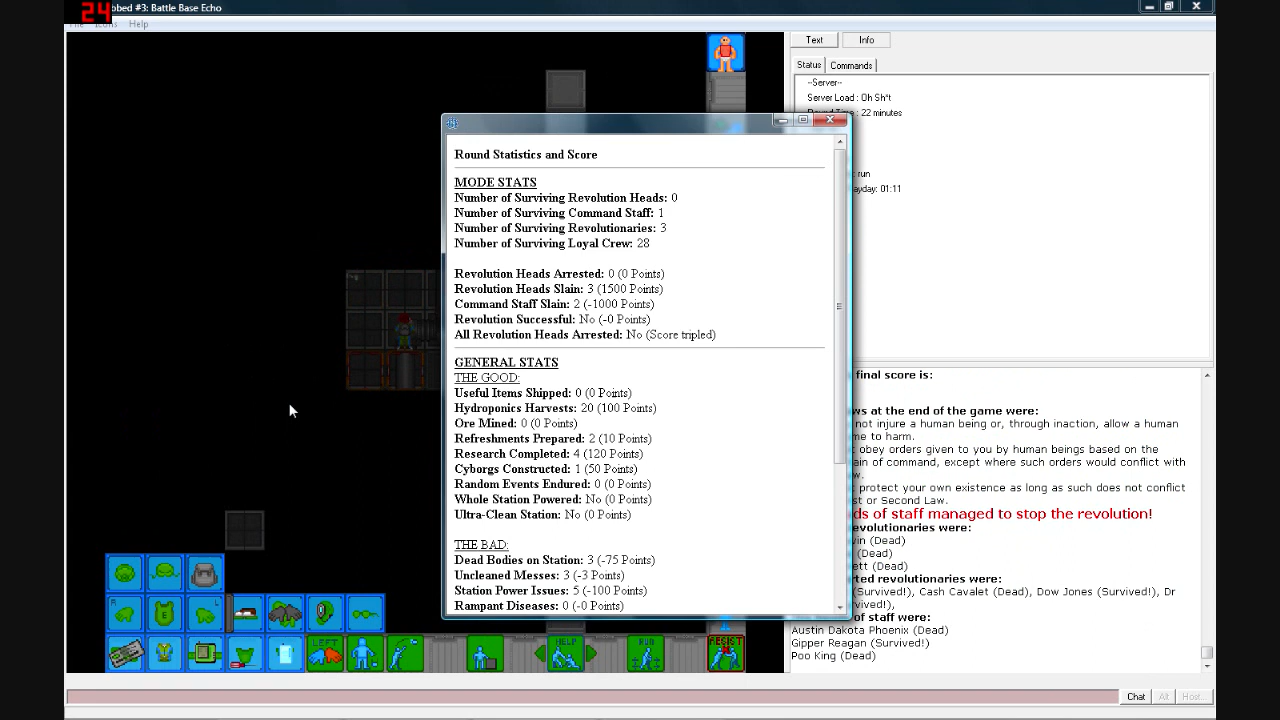 24
bbed #3: Battle Base Echo
Icons Help
Text Info
Status Commands
--Server--
Server Load : Oh Sh*t
Round Time : 22 minutes
run
ayday: 01:11
Round Statistics and Score
MODE STATS
Number of Surviving Revolution Heads: 0
Number of Surviving Command Staff: 1
Number of Surviving Revolutionaries: 3
Number of Surviving Loyal Crew: 28
Revolution Heads Arrested: 0 (0 Points)
Revolution Heads Slain: 3 (1500 Points)
Command Staff Slain: 2 (-1000 Points)
Revolution Successful: No (-0 Points)
All Revolution Heads Arrested: No (Score tripled)
GENERAL STATS
THE GOOD:
Useful Items Shipped: 0 (0 Points)
Hydroponics Harvests: 20 (100 Points)
Ore Mined: 0 (0 Points)
Refreshments Prepared: 2 (10 Points)
Research Completed: 4 (120 Points)
Cyborgs Constructed: 1 (50 Points)
Random Events Endured: 0 (0 Points)
Whole Station Powered: No (0 Points)
Ultra-Clean Station: No (0 Points)
THE BAD:
Dead Bodies on Station: 3 (-75 Points)
Uncleaned Messes: 3 (-3 Points)
Station Power Issues: 5 (-100 Points)
Rampant Diseases: 0 (-0 Points)
final score is:
ws at the end of the game were:
not injure a human being or, through inaction, allow a human
me to harm.
obey orders given to you by human beings based on the
ain of command, except where such orders would conflict with
w.
protect your own existence as long as such does not conflict
st or Second Law.
ds of staff managed to stop the revolution!
evolutionaries were:
vin (Dead)
(Dead)
ett (Dead)
rted revolutionaries were:
Survived!), Cash Cavalet (Dead), Dow Jones (Survived!), Dr
rvived!),
of staff were:
Austin Dakota Phoenix (Dead)
Gipper Reagan (Survived!)
Poo King (Dead)
R L LEFT HELP RUN RESIST
Chat Alt Host...